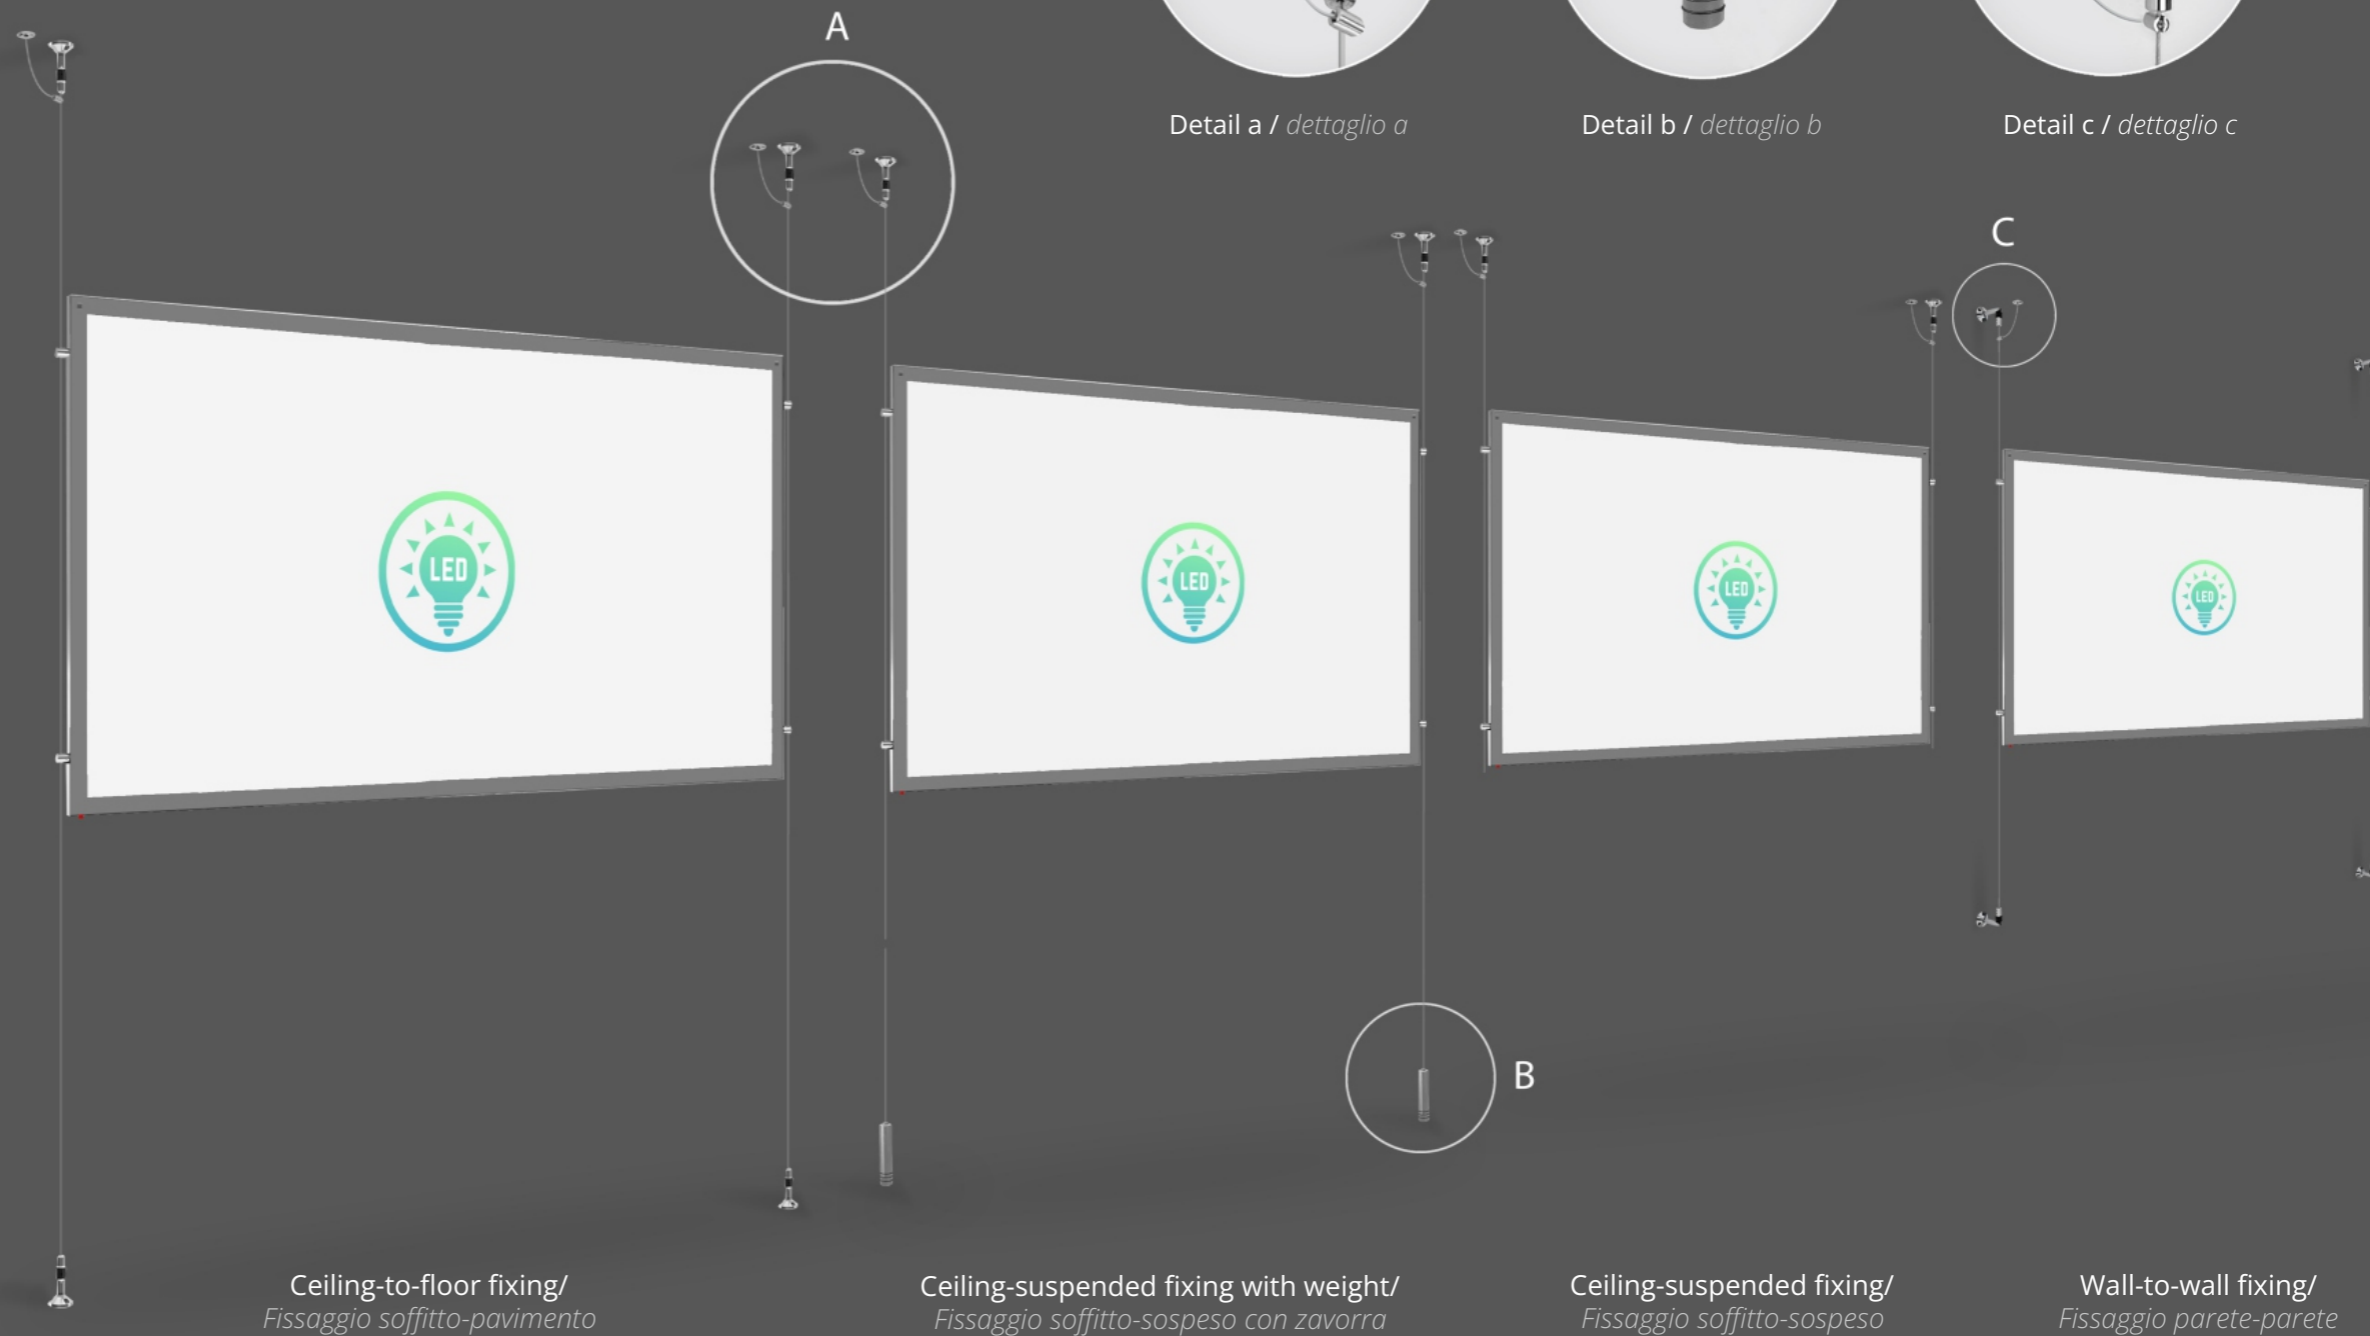 A
Detail a / dettaglio a
Detail b / dettaglio b
Detail c / dettaglio c
C
LED
LED
LED
LED
B
Ceiling-to-floor fixing/
Fissaggio soffitto-pavimento
Ceiling-suspended fixing with weight/
Fissaggio soffitto-sospeso con zavorra
Ceiling-suspended fixing/
Fissaggio soffitto-sospeso
Wall-to-wall fixing/
Fissaggio parete-parete